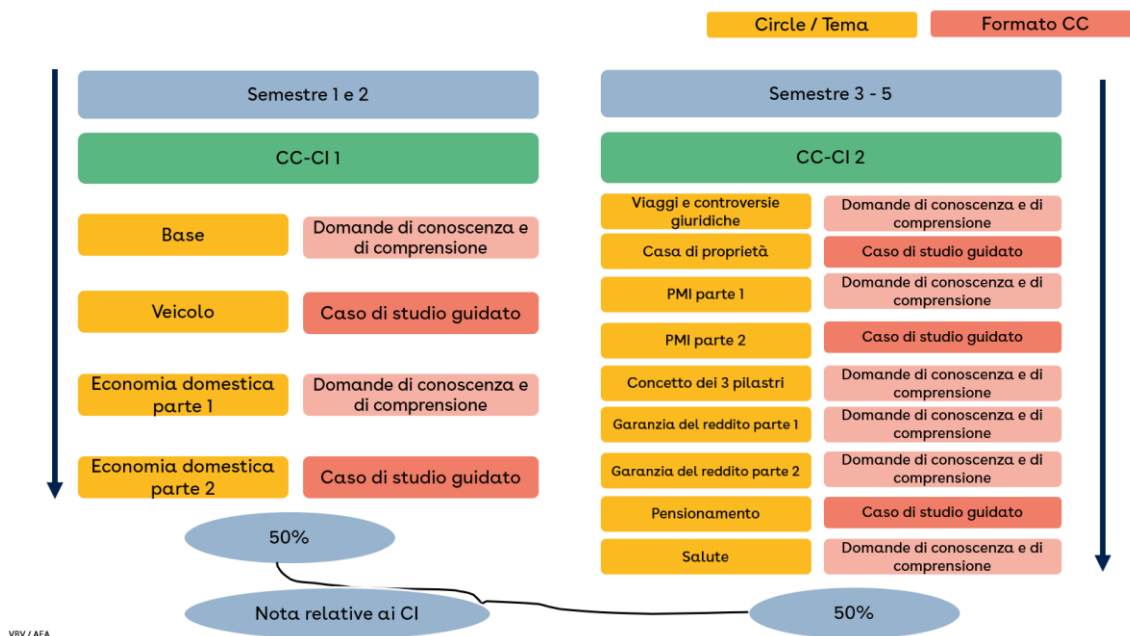 Circle / Tema
Formato CC
Semestre 1 e 2
CC-CI 1
Base
Domande di conoscenza e
di comprensione
Veicolo
Caso di studio guidato
Economia domestica
parte 1
Domande di conoscenza e
di comprensione
Economia domestica
parte 2
Caso di studio guidato
50%
Nota relative ai CI
Semestre 3 - 5
CC-CI 2
Viaggi e controversie
giuridiche
Domande di conoscenza e di
comprensione
Casa di proprietà
Caso di studio guidato
PMI parte 1
Domande di conoscenza e di
comprensione
PMI parte 2
Caso di studio guidato
Concetto dei 3 pilastri
Domande di conoscenza e di
comprensione
Garanzia del reddito parte 1
Domande di conoscenza e di
comprensione
Garanzia del reddito parte 2
Domande di conoscenza e di
comprensione
Pensionamento
Caso di studio guidato
Salute
Domande di conoscenza e di
comprensione
50%
VBV / AFA